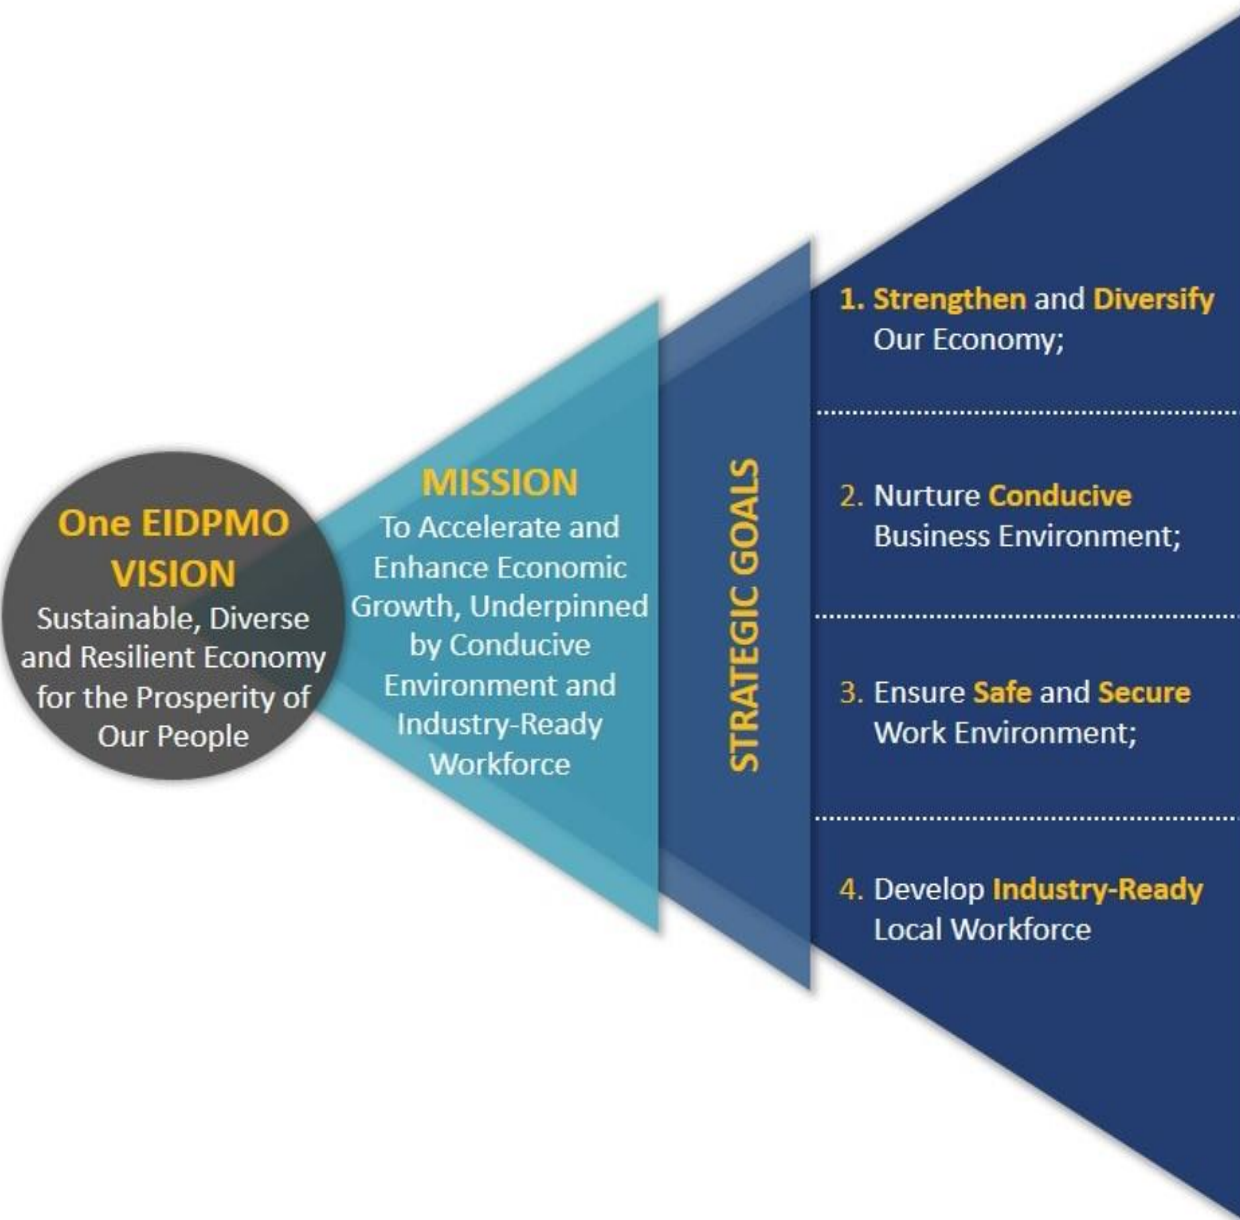 One EIDPMO
VISION
Sustainable, Diverse
and Resilient Economy
for the Prosperity of
Our People
MISSION
To Accelerate and
Enhance Economic
Growth, Underpinned
by Conducive
Environment and
Industry-Ready
Workforce
STRATEGIC GOALS
1. Strengthen and Diversify
Our Economy;
2. Nurture Conducive
Business Environment;
3. Ensure Safe and Secure
Work Environment;
4. Develop Industry-Ready
Local Workforce